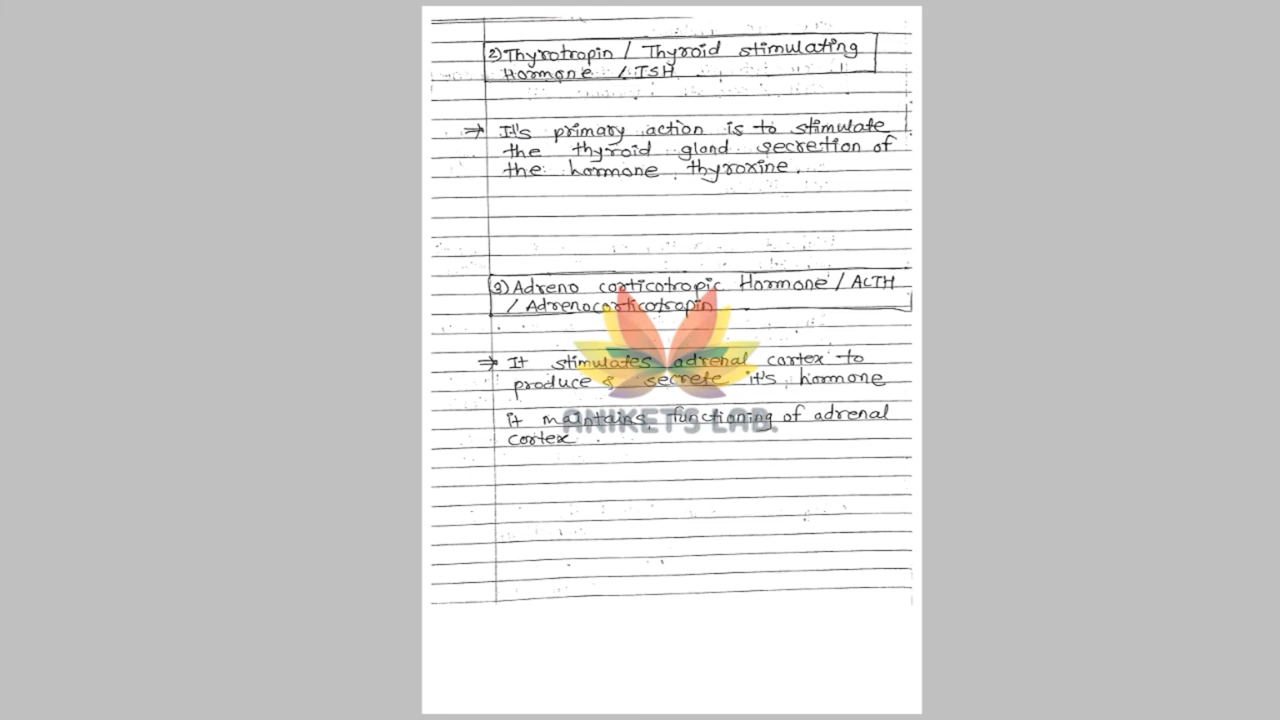 2) Thyrotropin / Thyroid stimulating
Hormone / TSH
⇒ It's primary action is to stimulate
the thyroid gland secretion of
the hormone thyroxine.
3) Adreno corticotropic Hormone / ACTH
/ Adrenocorticotropin
⇒ It stimulates adrenal cortex to
produce & secrete it's hormone
it maintains functioning of adrenal
cortex
ANIKETS LAB.